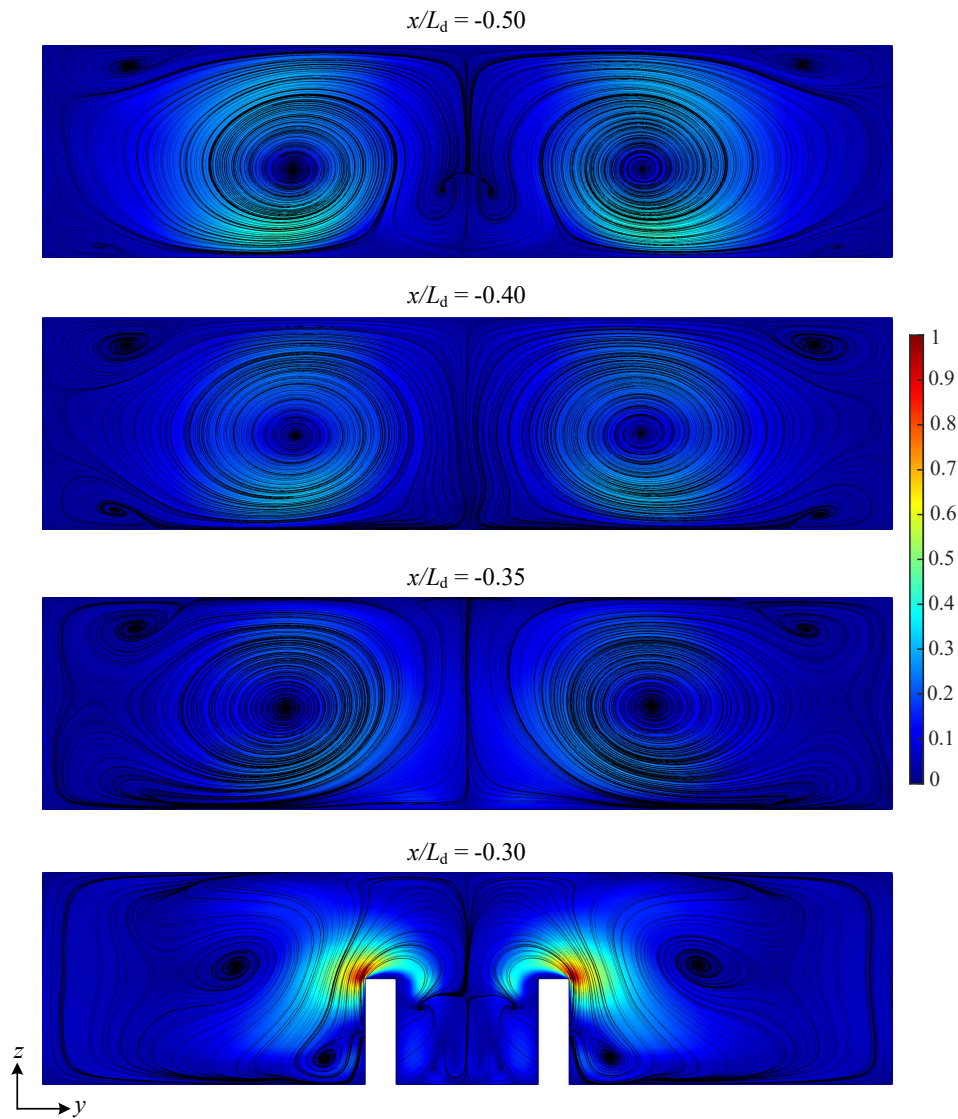 x/Ld = -0.50
x/Ld = -0.40
1
0.9
0.8
0.7
0.6
0.5
0.4
0.3
0.2
0.1
0
x/Ld = -0.35
x/Ld = -0.30
z
y